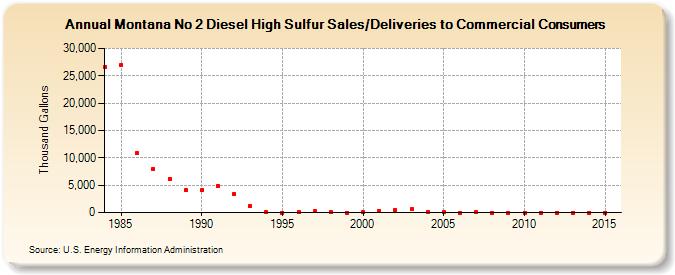 Annual Montana No 2 Diesel High Sulfur Sales/Deliveries to Commercial Consumers
Thousand Gallons
30,000
25,000
20,000
15,000
10,000
5,000
0
1985 1990 1995 2000 2005 2010 2015
Source: U.S. Energy Information Administration